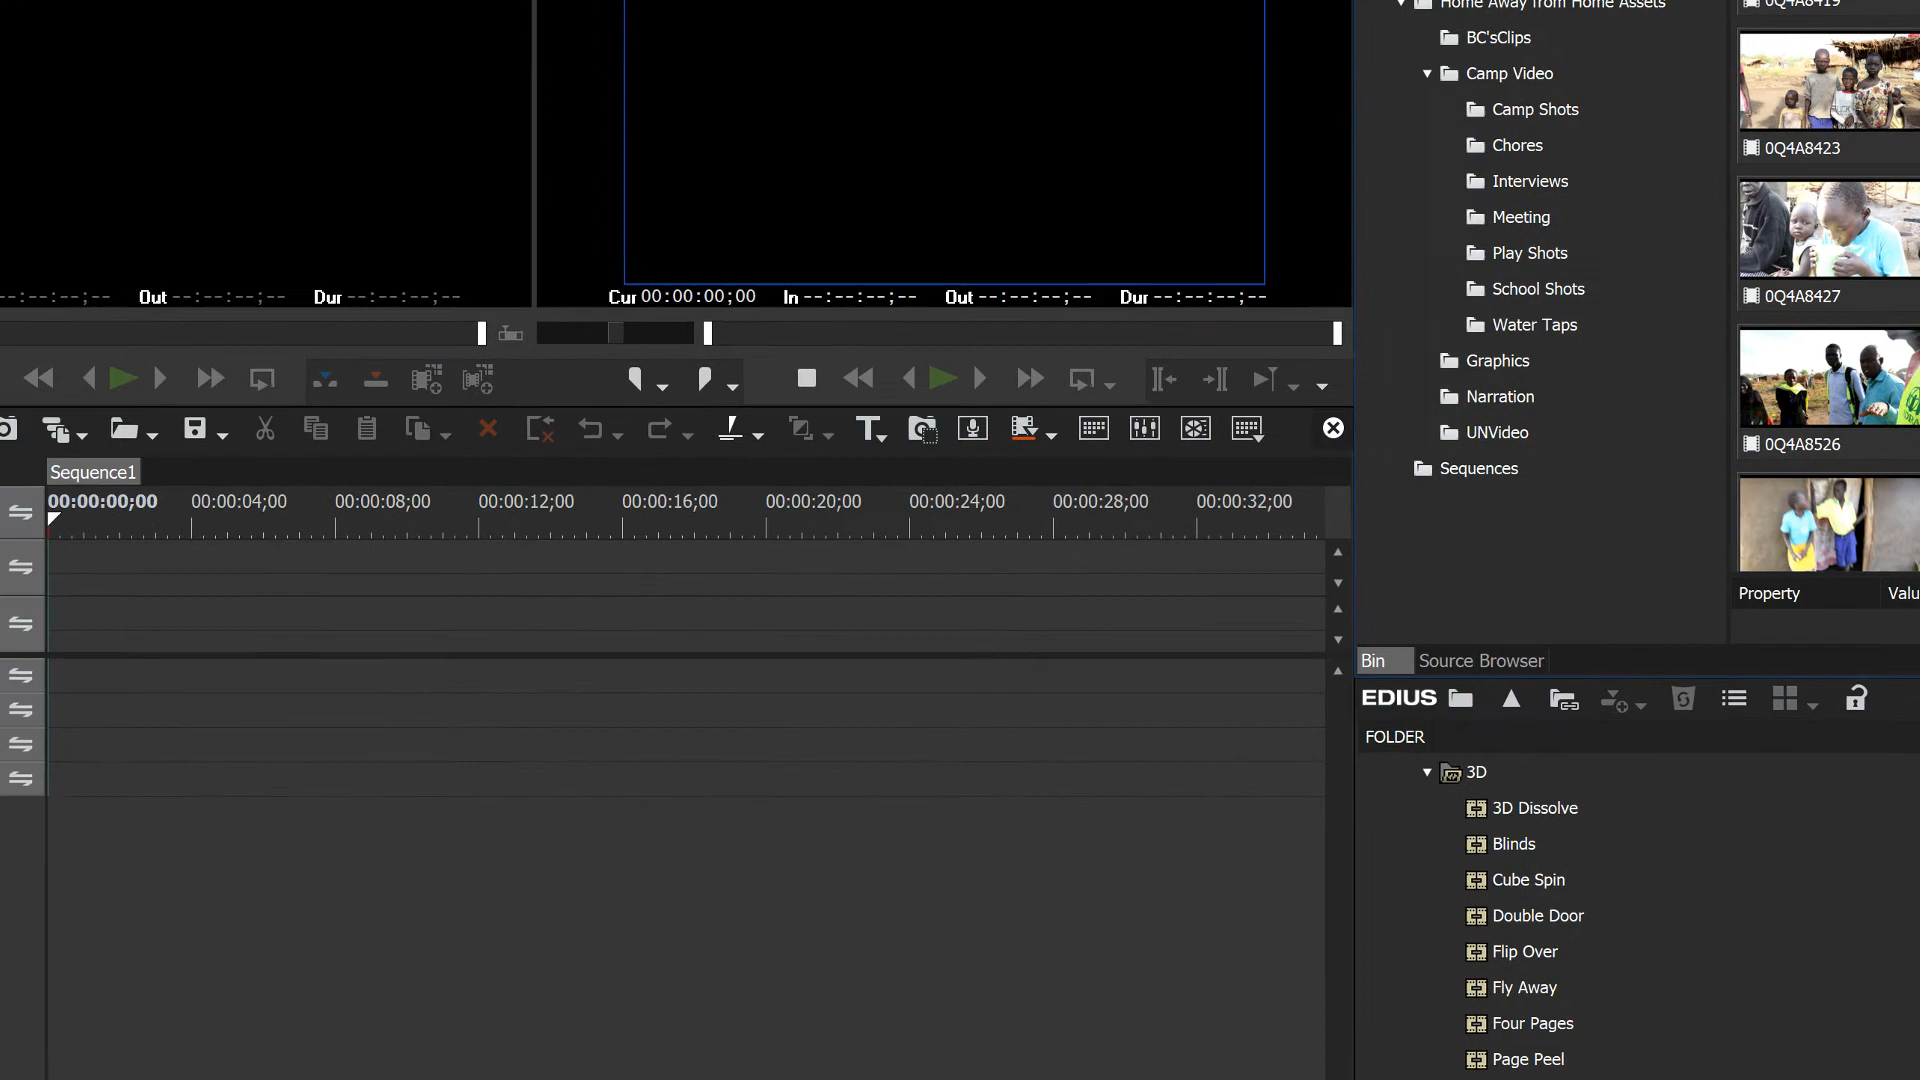 Home Away from Home Assets
BC'sClips
Camp Video
Camp Shots
Chores
Interviews
Meeting
Play Shots
School Shots
Water Taps
Graphics
Narration
UNVideo
Sequences
0Q4A8419
0Q4A8423
0Q4A8427
0Q4A8526
Property Valu
--:--:--;-- Out --:--:--;-- Dur --:--:--;--
Cur 00:00:00;00 In --:--:--;-- Out --:--:--;-- Dur --:--:--;--
Sequence1
00:00:00;00 00:00:04;00 00:00:08;00 00:00:12;00 00:00:16;00 00:00:20;00 00:00:24;00 00:00:28;00 00:00:32;00
Bin Source Browser
EDIUS
FOLDER
3D
3D Dissolve
Blinds
Cube Spin
Double Door
Flip Over
Fly Away
Four Pages
Page Peel